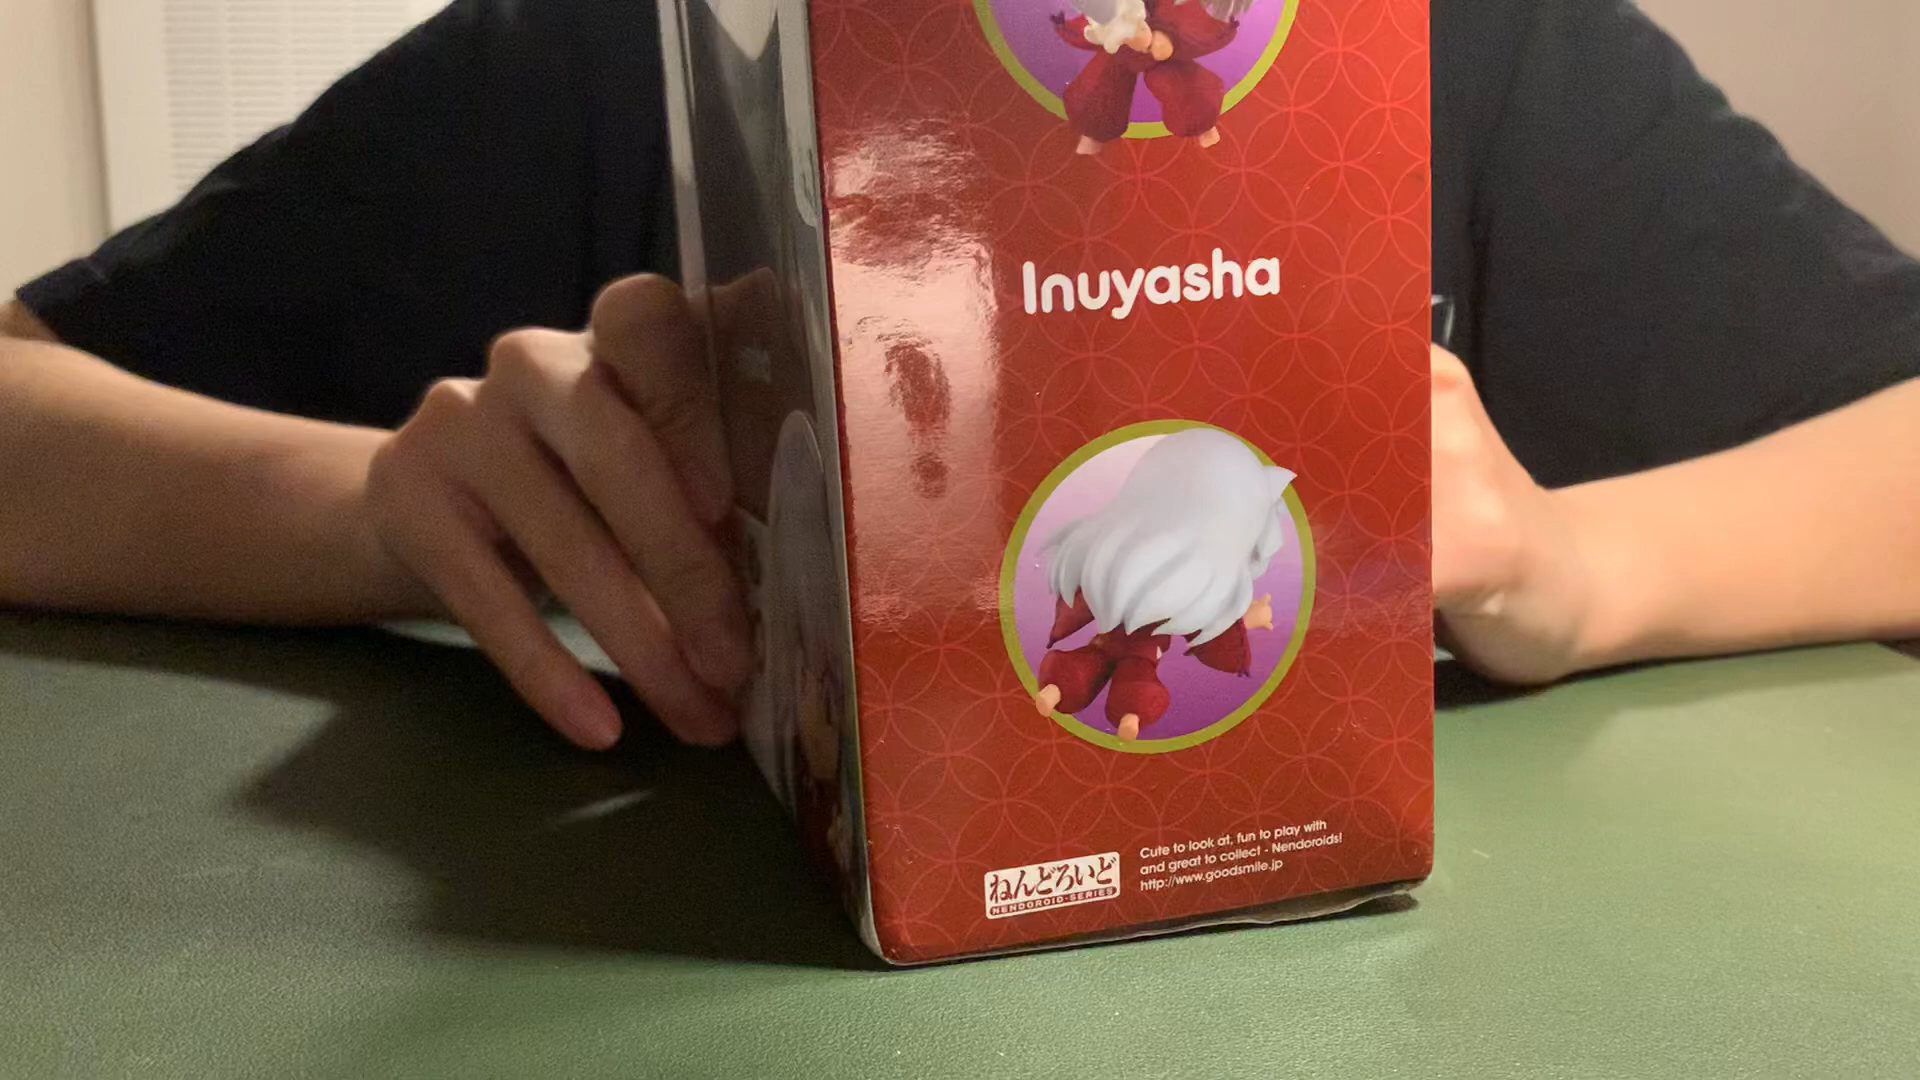 Inuyasha
ねんどろいど
NENDOROID·SERIES
Cute to look at, fun to play with
and great to collect - Nendoroids!
http://www.goodsmile.jp